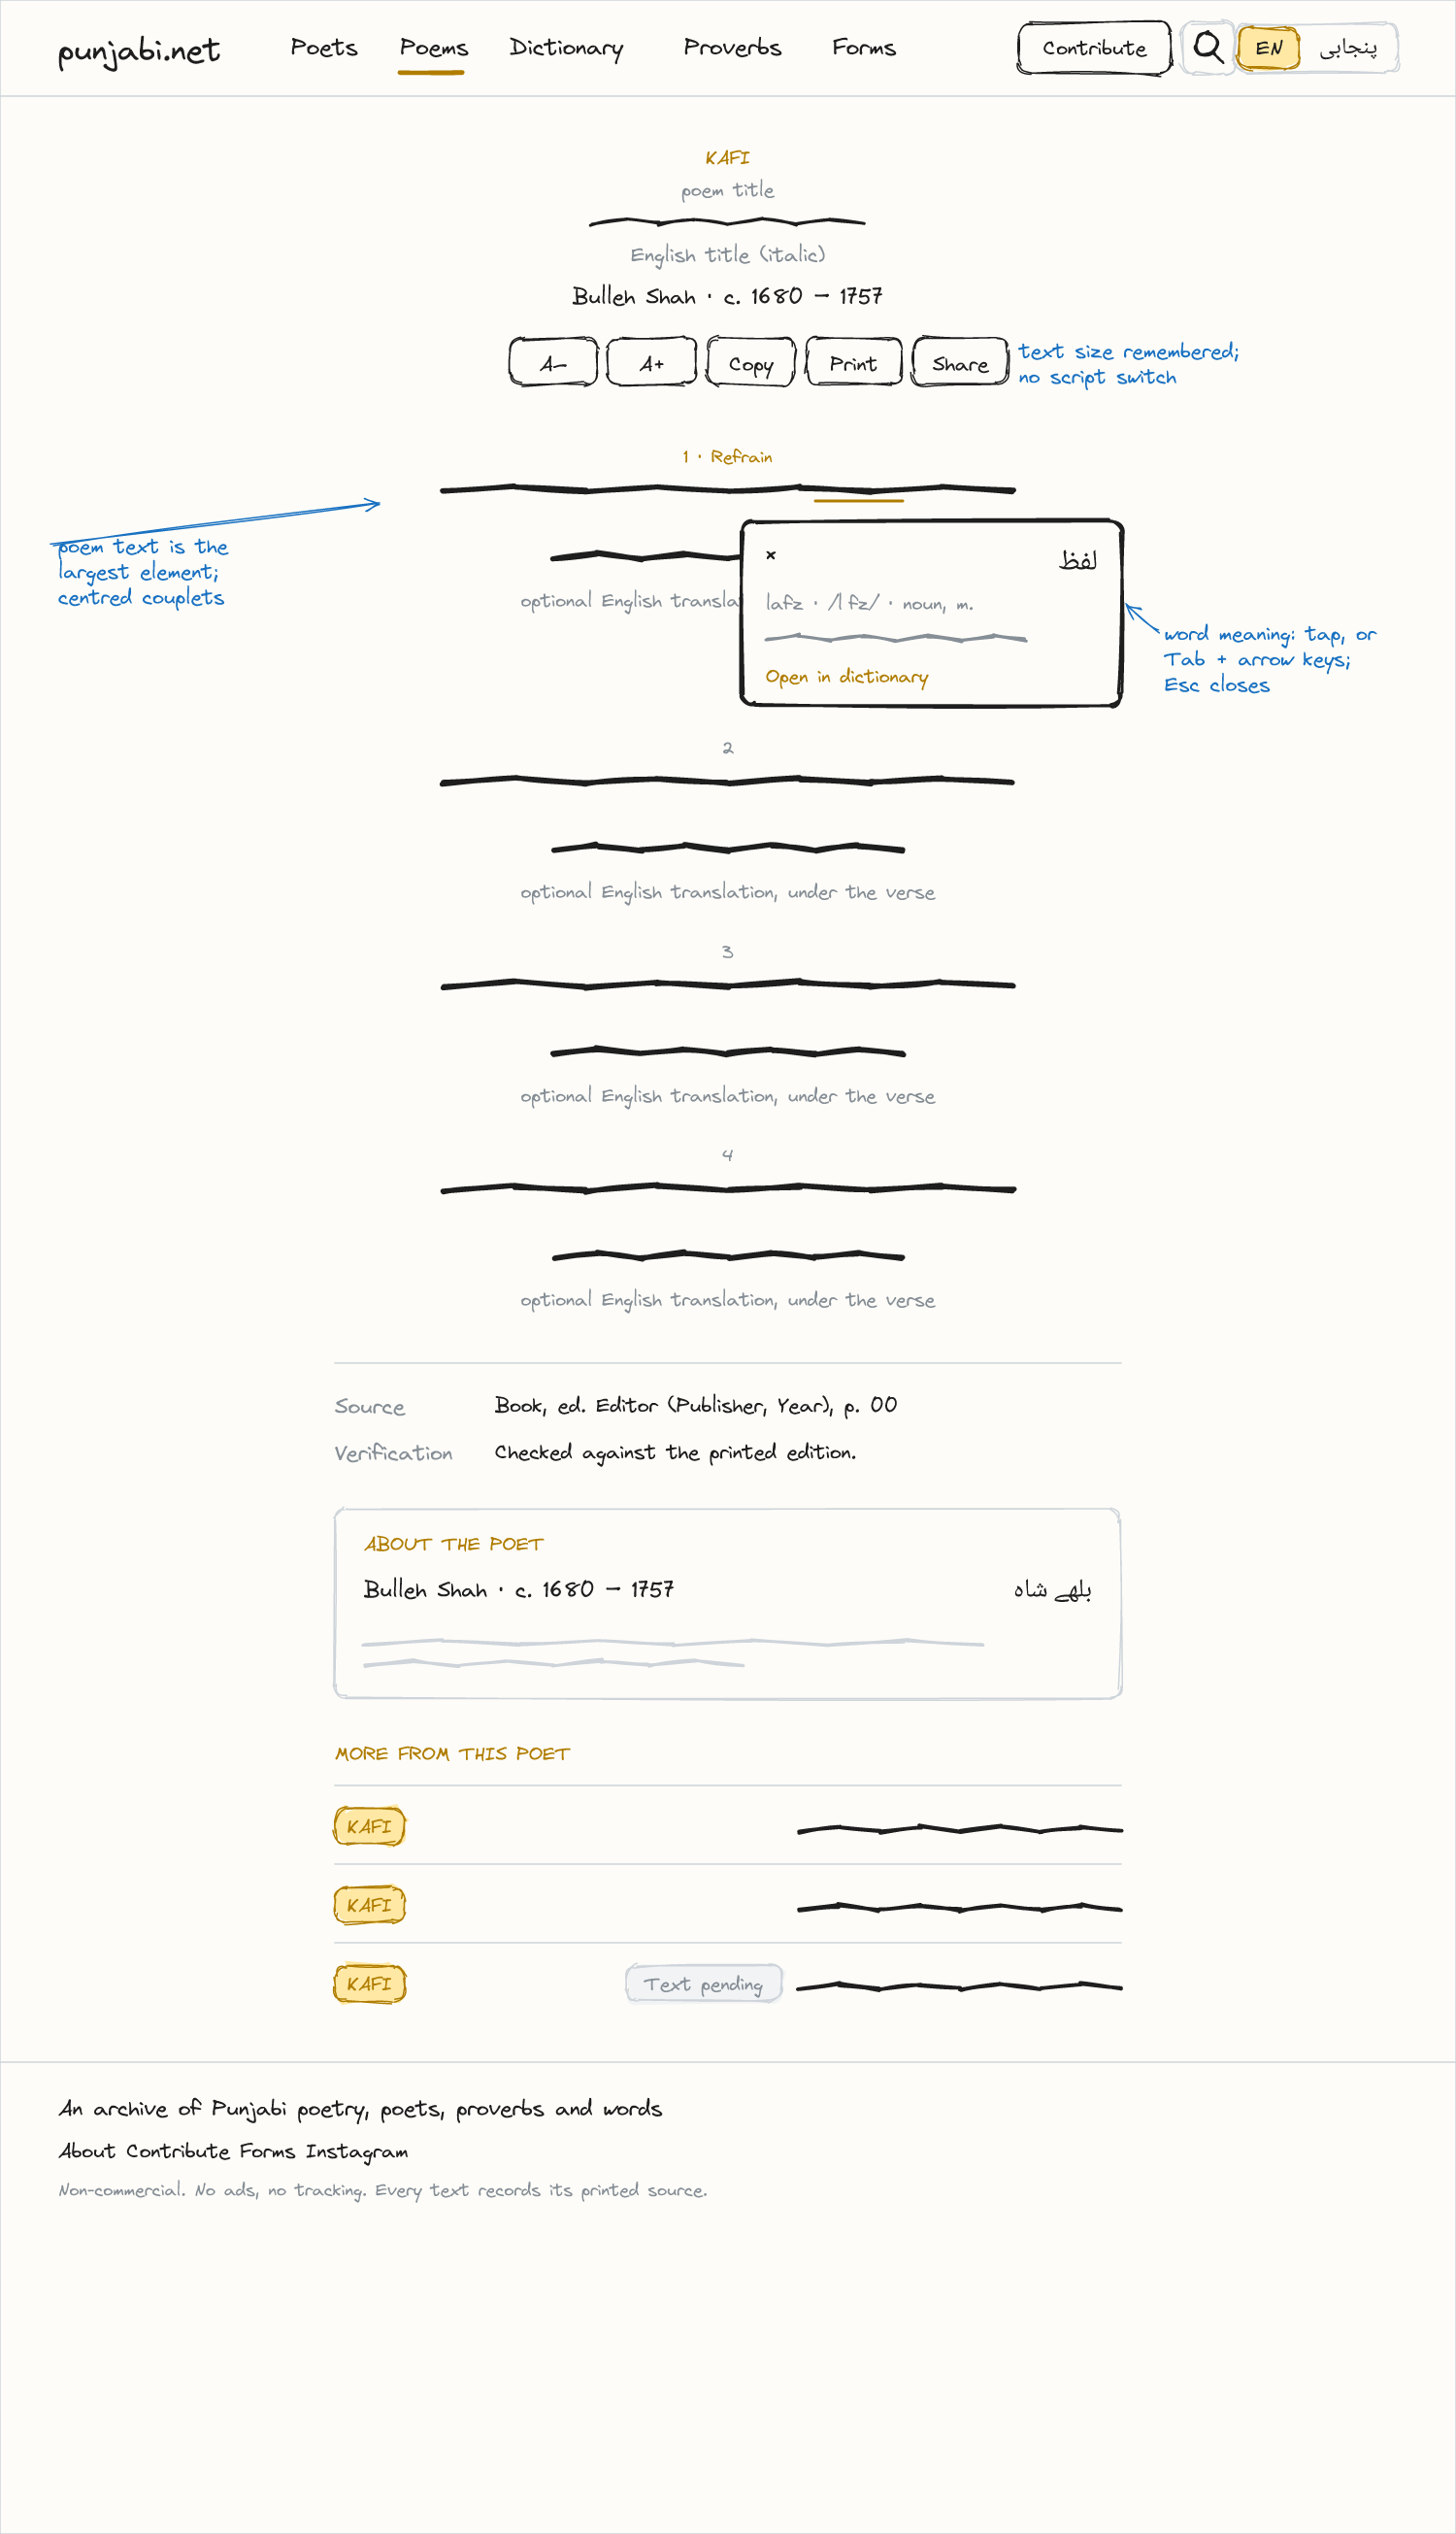 punjabi.net Poets Poems Dictionary Proverbs Forms Contribute EN پنجابی
KAFI
poem title
English title (italic)
Bulleh Shah · c. 1680 – 1757
A− A+ Copy Print Share
text size remembered;
no script switch
1 · Refrain
poem text is the
largest element;
centred couplets
× لفظ
optional English transla
lafz · /l fz/ · noun, m.
Open in dictionary
word meaning: tap, or
Tab + arrow keys;
Esc closes
2
optional English translation, under the verse
3
optional English translation, under the verse
4
optional English translation, under the verse
Source Book, ed. Editor (Publisher, Year), p. 00
Verification Checked against the printed edition.
ABOUT THE POET
Bulleh Shah · c. 1680 – 1757 بلھے شاہ
MORE FROM THIS POET
KAFI
KAFI
KAFI Text pending
An archive of Punjabi poetry, poets, proverbs and words
About Contribute Forms Instagram
Non-commercial. No ads, no tracking. Every text records its printed source.